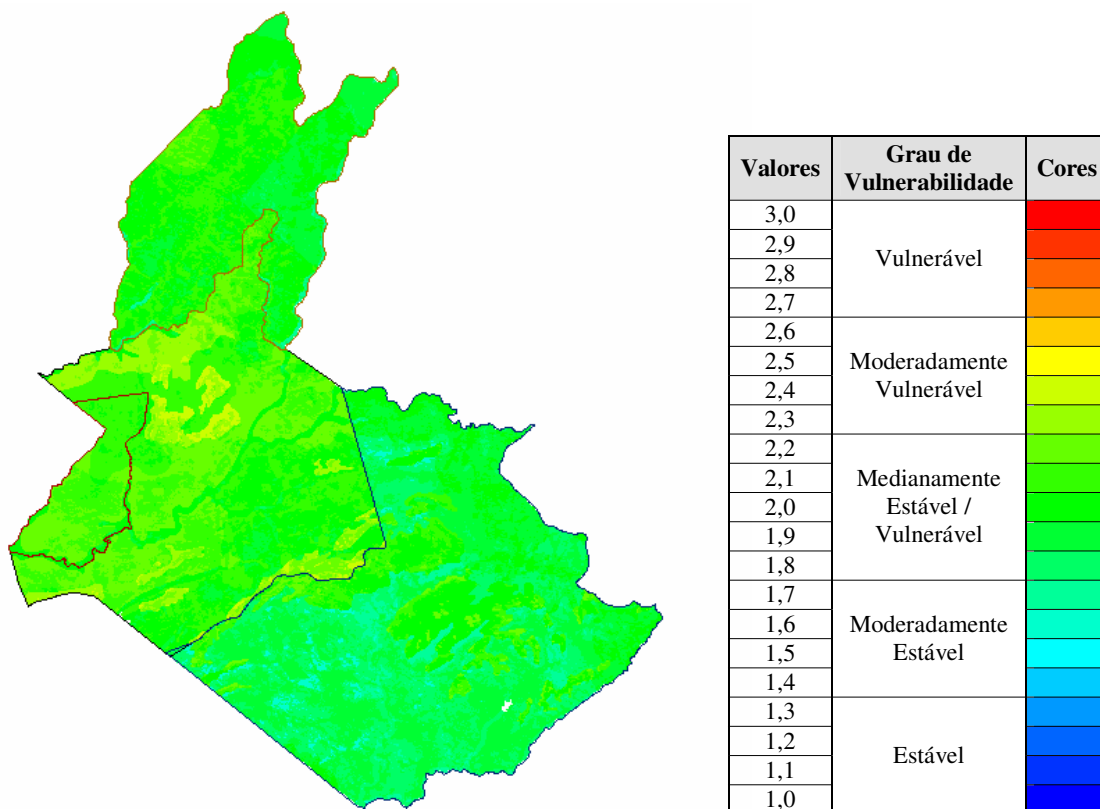 Valores Grau de Vulnerabilidade Cores
3,0
2,9
2,8
2,7
Vulnerável
2,6
2,5
2,4
2,3
Moderadamente
Vulnerável
2,2
2,1
2,0
1,9
1,8
Medianamente
Estável /
Vulnerável
1,7
1,6
1,5
1,4
Moderadamente
Estável
1,3
1,2
1,1
1,0
Estável